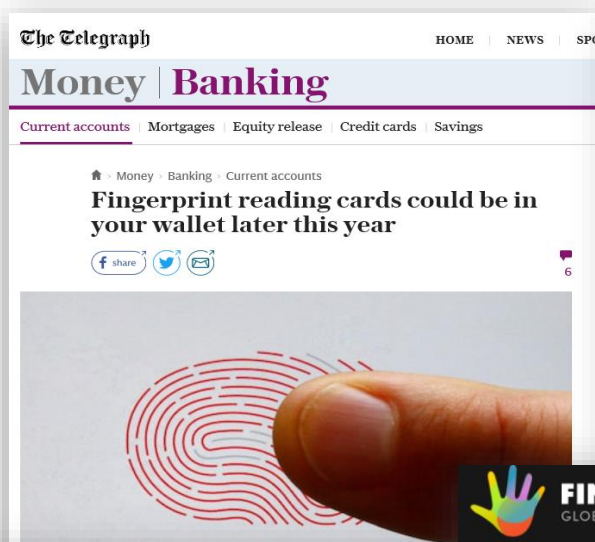 The Telegraph
HOME NEWS
Money Banking
Current accounts Mortgages Equity release Credit cards Savings
Money Banking Current accounts
Fingerprint reading cards could be in
your wallet later this year
f share
6